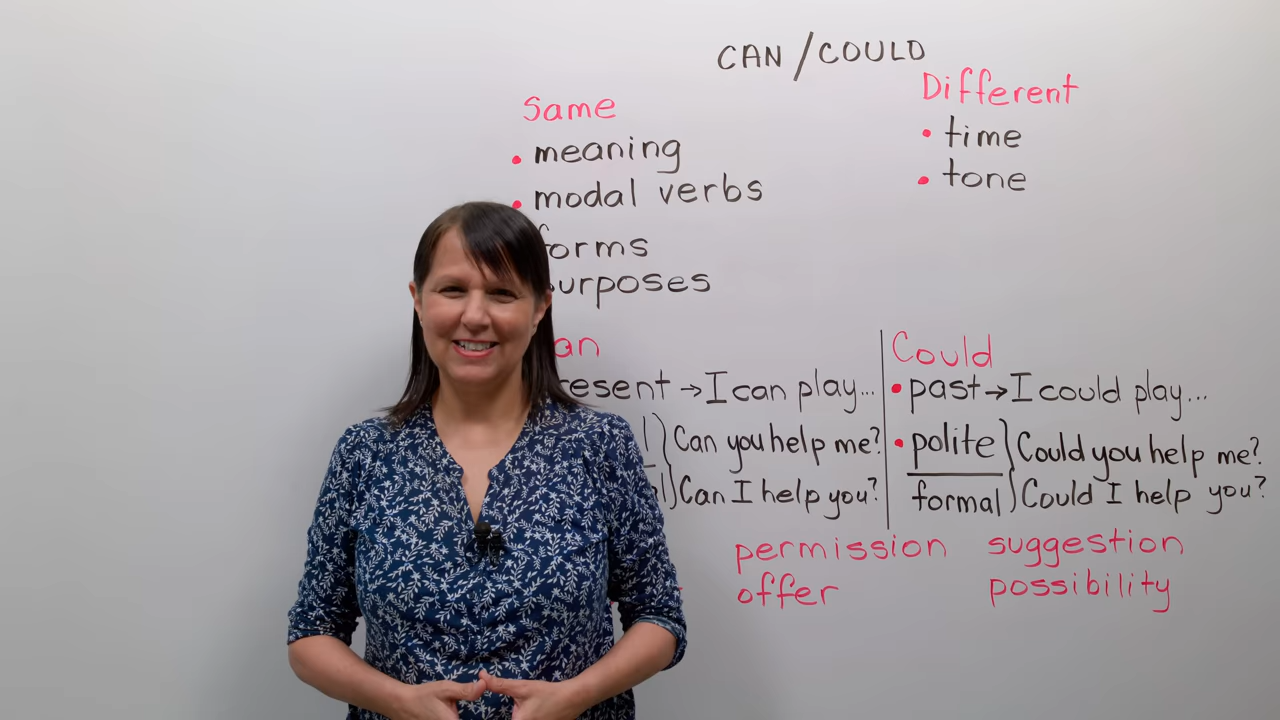 CAN / COULD
Same
• meaning
• modal verbs
forms
urposes
Different
• time
• tone
an
resent → I can play...
Can you help me?
Can I help you?
Could
• past → I could play...
• polite
formal
Could you help me?
Could I help you?
permission suggestion
offer possibility